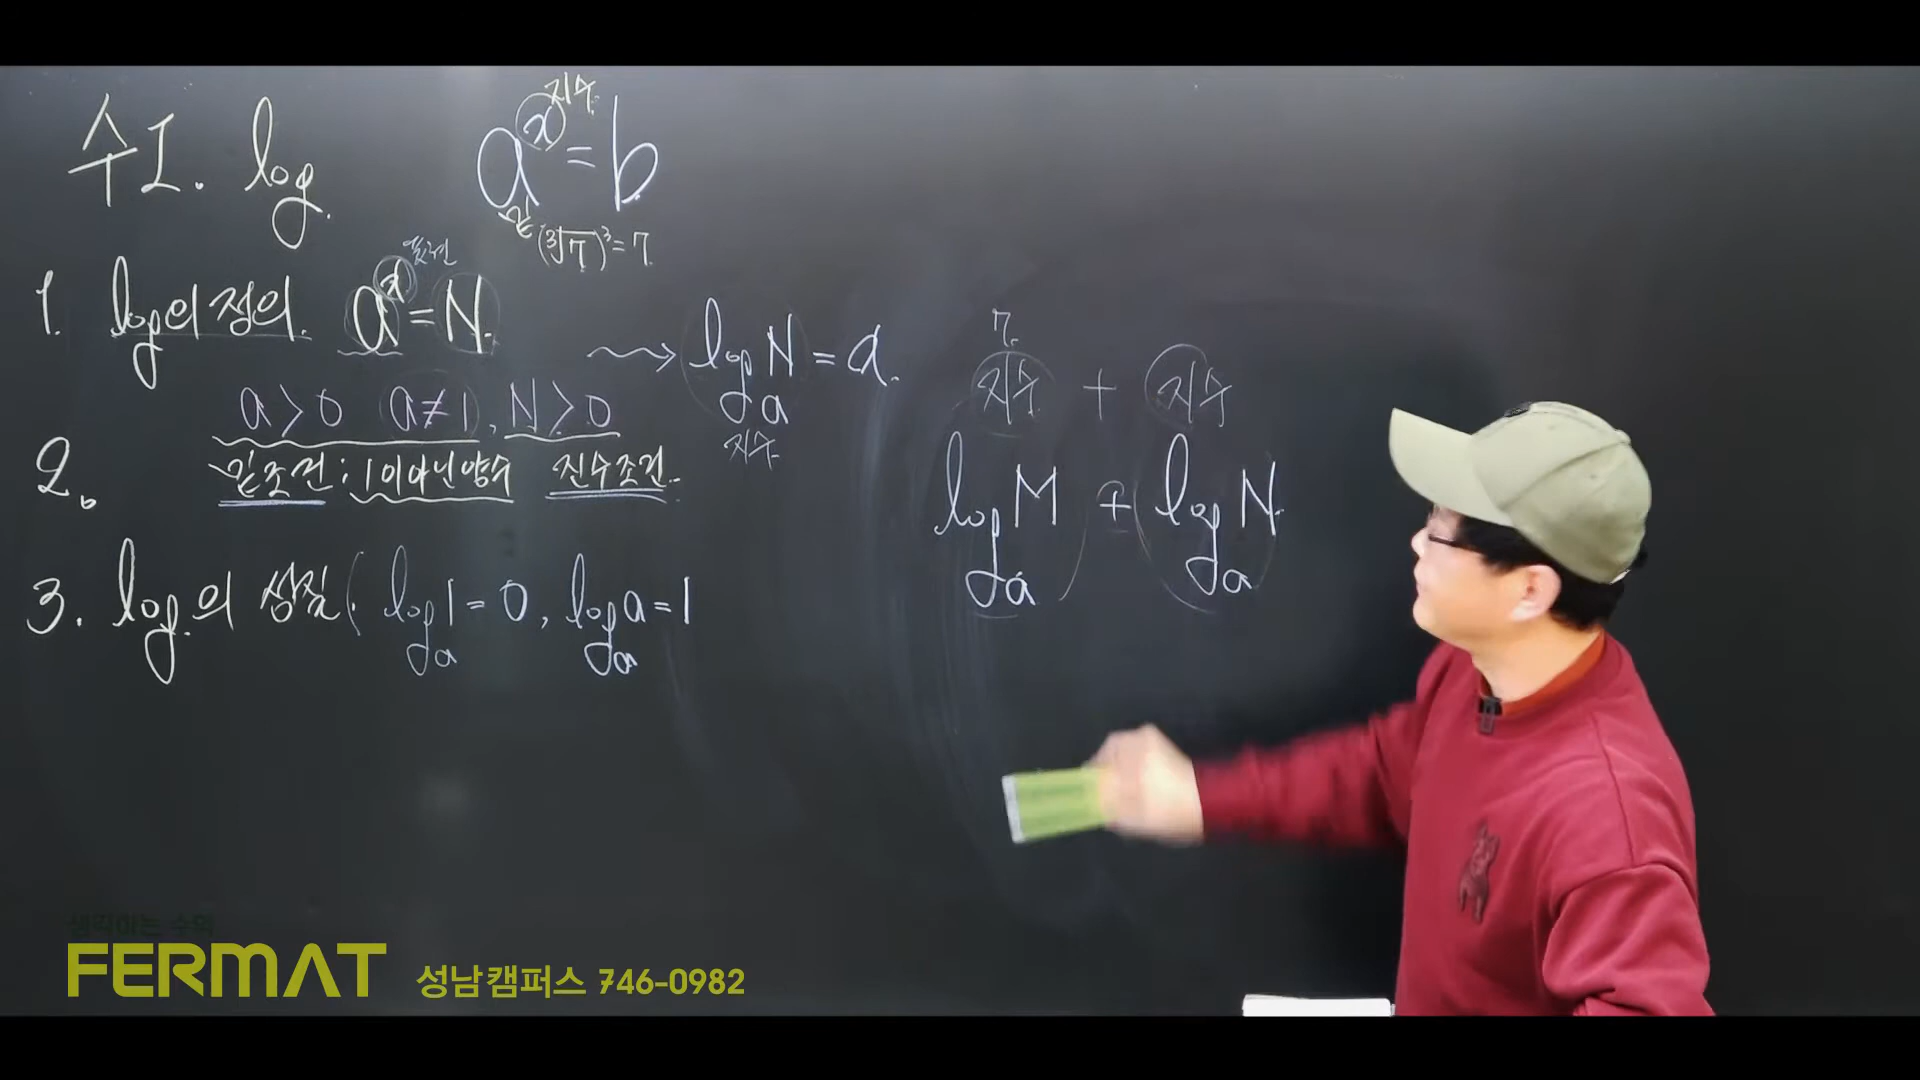 수I. log.
a^x = b
지수
밑
(∛7)³ = 7
1. log의 정의. a^x = N.
log_a N = x.
지수
a > 0 a ≠ 1, N > 0
밑조건 : 1이아닌양수 진수조건.
2.
3. log의 성질( log_a 1 = 0, log_a a = 1
지수 + 지수
log_a M + log_a N.
생각하는 수학
FERMAT 성남캠퍼스 746-0982